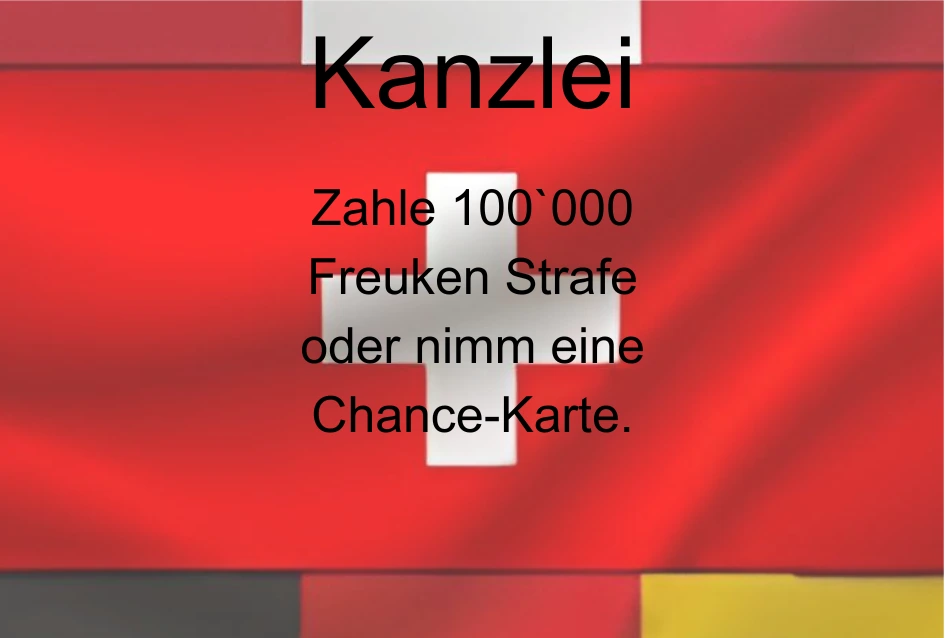 Kanzlei
Zahle 100`000
Freuken Strafe
oder nimm eine
Chance-Karte.